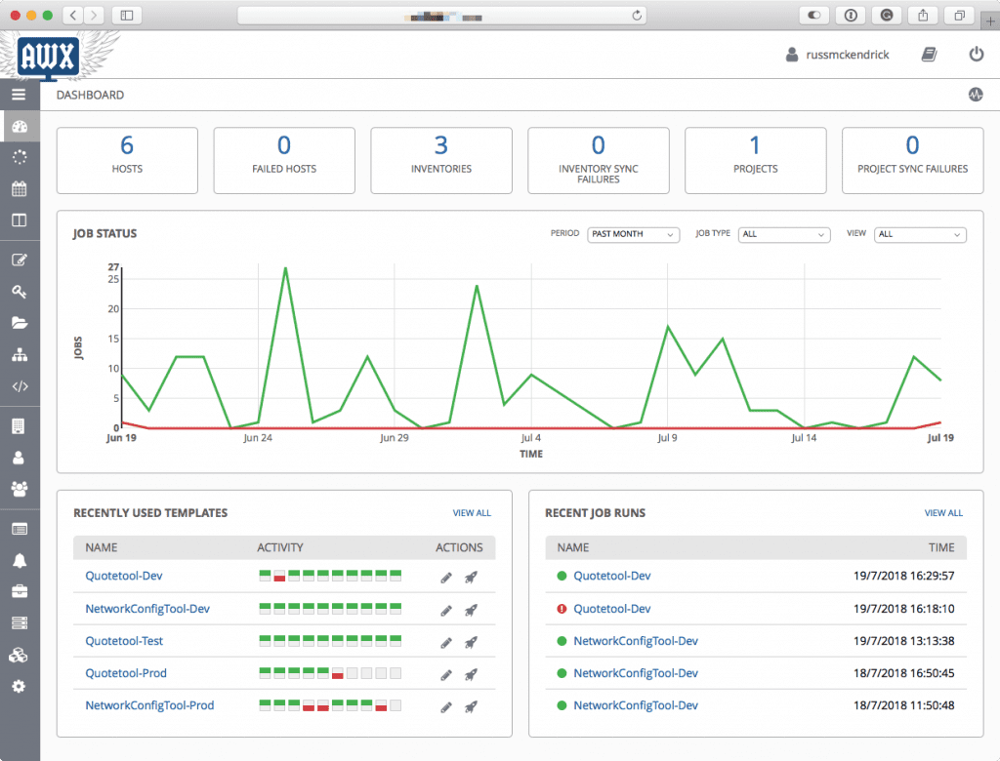 AWX
russmckendrick
DASHBOARD
6
HOSTS
0
FAILED HOSTS
3
INVENTORIES
0
INVENTORY SYNC
FAILURES
1
PROJECTS
0
PROJECT SYNC FAILURES
JOB STATUS
PERIOD PAST MONTH JOB TYPE ALL VIEW ALL
27
25
20
15
10
5
0
JOBS
Jun 19 Jun 24 Jun 29 Jul 4 Jul 9 Jul 14 Jul 19
TIME
RECENTLY USED TEMPLATES VIEW ALL
NAME ACTIVITY ACTIONS
Quotetool-Dev
NetworkConfigTool-Dev
Quotetool-Test
Quotetool-Prod
NetworkConfigTool-Prod
RECENT JOB RUNS VIEW ALL
NAME TIME
Quotetool-Dev 19/7/2018 16:29:57
Quotetool-Dev 19/7/2018 16:18:10
NetworkConfigTool-Dev 19/7/2018 13:13:38
NetworkConfigTool-Dev 18/7/2018 16:50:45
NetworkConfigTool-Dev 18/7/2018 11:50:48